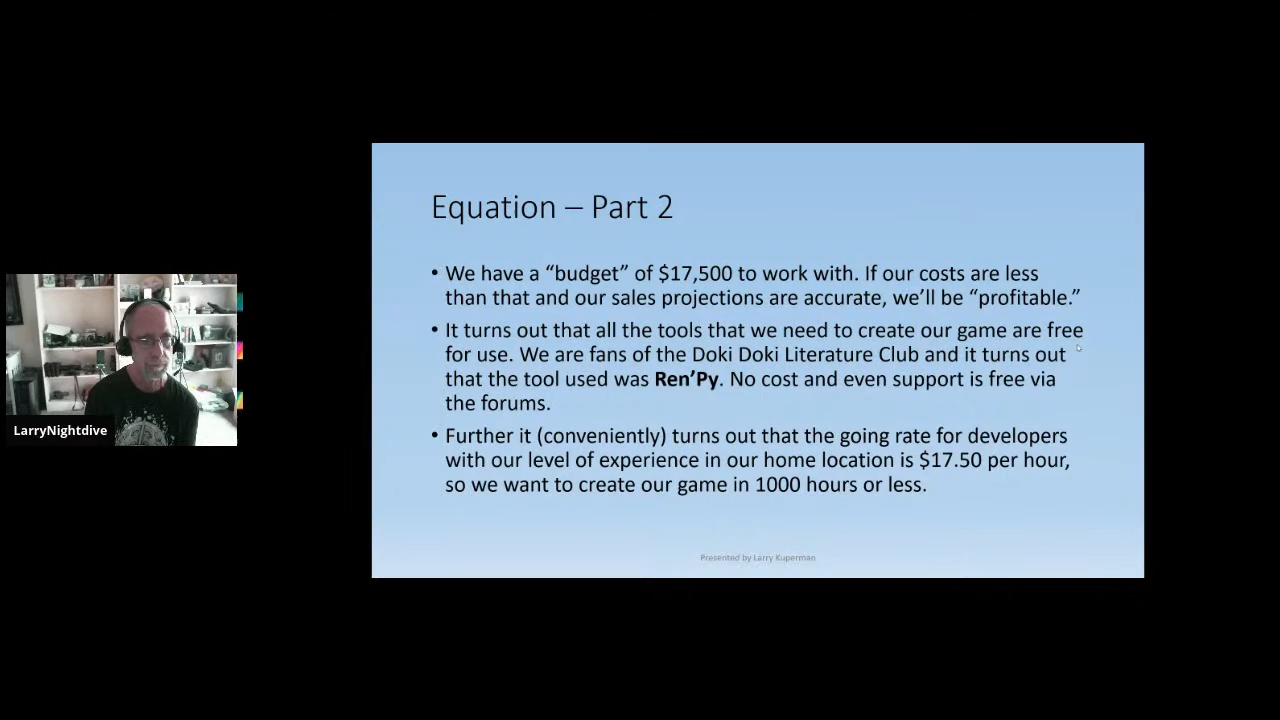 Equation – Part 2
• We have a “budget” of $17,500 to work with. If our costs are less
than that and our sales projections are accurate, we’ll be “profitable.”
• It turns out that all the tools that we need to create our game are free
for use. We are fans of the Doki Doki Literature Club and it turns out
that the tool used was Ren’Py. No cost and even support is free via
the forums.
• Further it (conveniently) turns out that the going rate for developers
with our level of experience in our home location is $17.50 per hour,
so we want to create our game in 1000 hours or less.
Presented by Larry Kuperman
LarryNightdive